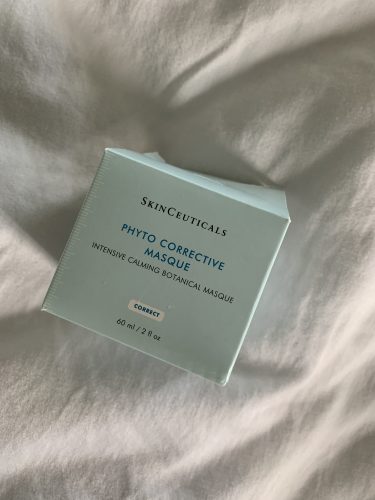 SKINCEUTICALS
PHYTO CORRECTIVE
MASQUE
INTENSIVE CALMING BOTANICAL MASQUE
CORRECT
60 ml / 2 fl oz